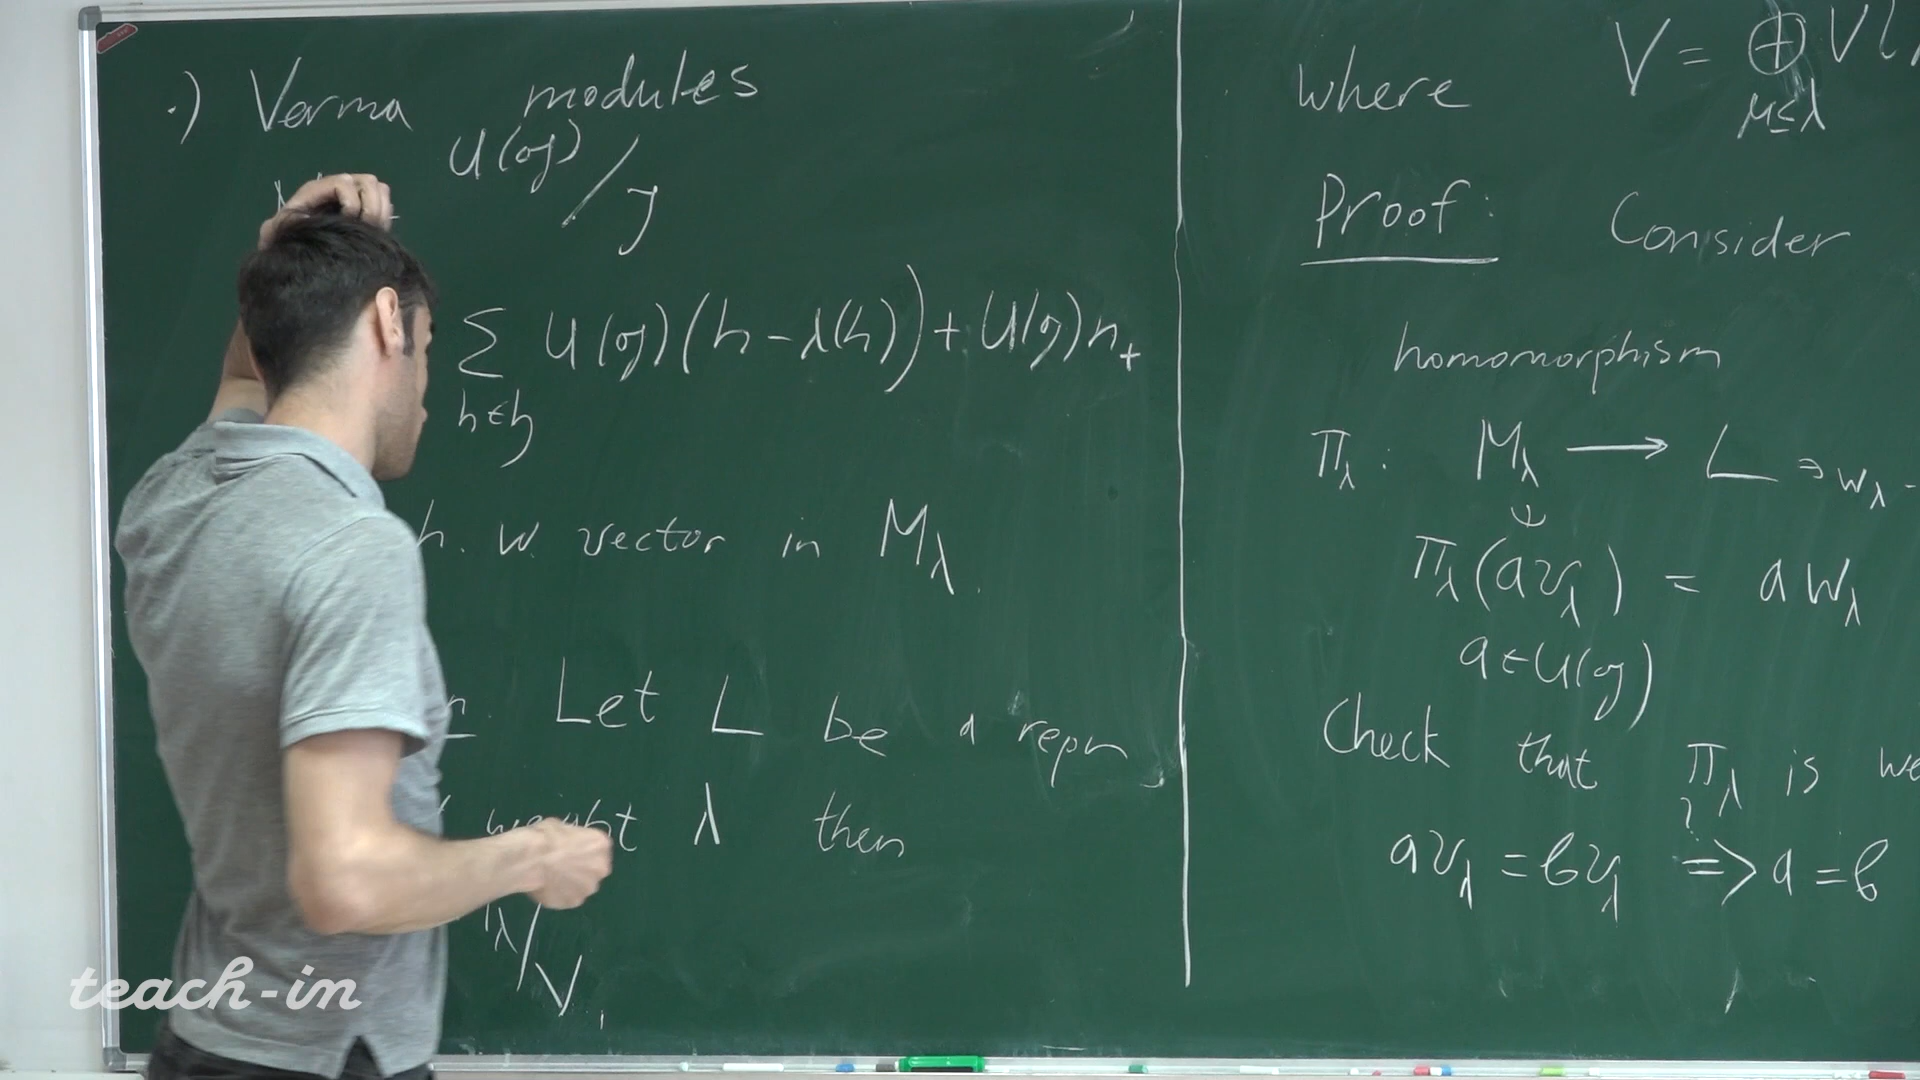 ·) Verma modules
U(𝔤)/J
∑ U(𝔤)(h-λ(h)) + U(𝔤)n₊
h∈𝔥
h. w. vector in M_λ.
Let L be a repn
weight λ then
λ/V
where V = ⊕ V
μ≤λ
Proof: Consider
homomorphism
π_λ: M_λ ⟶ L ∋ w_λ -
π_λ(av_λ) = aw_λ
a∈U(𝔤)
Check that π_λ is we
?
av_λ = bv_λ => a = b
teach-in